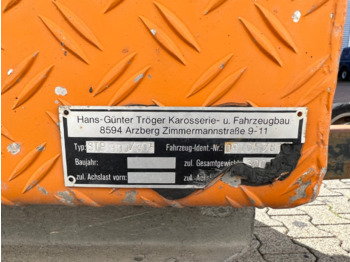 Hans-Günter Tröger Karosserie- u. Fahrzeugbau
8594 Arzberg Zimmermannstraße 9-11
Typ: Fahrzeug-Ident.-Nr.:
Baujahr: zul. Gesamtgewicht
zul. Achslast vorn: zul.